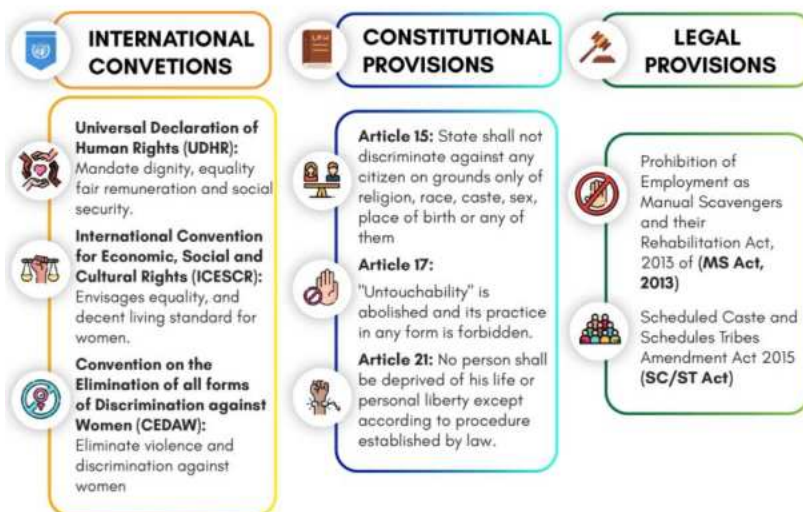 INTERNATIONAL
CONVETIONS
Universal Declaration of
Human Rights (UDHR):
Mandate dignity, equality
fair remuneration and social
security.
International Convention
for Economic, Social and
Cultural Rights (ICESCR):
Envisages equality, and
decent living standard for
women.
Convention on the
Elimination of all forms
of Discrimination against
Women (CEDAW):
Eliminate violence and
discrimination against
women
LAW
CONSTITUTIONAL
PROVISIONS
Article 15: State shall not
discriminate against any
citizen on grounds only of
religion, race, caste, sex,
place of birth or any of
them
Article 17:
"Untouchability" is
abolished and its practice
in any form is forbidden.
Article 21: No person shall
be deprived of his life or
personal liberty except
according to procedure
established by law.
LEGAL
PROVISIONS
Prohibition of
Employment as
Manual Scavengers
and their
Rehabilitation Act,
2013 of (MS Act,
2013)
Scheduled Caste and
Schedules Tribes
Amendment Act 2015
(SC/ST Act)